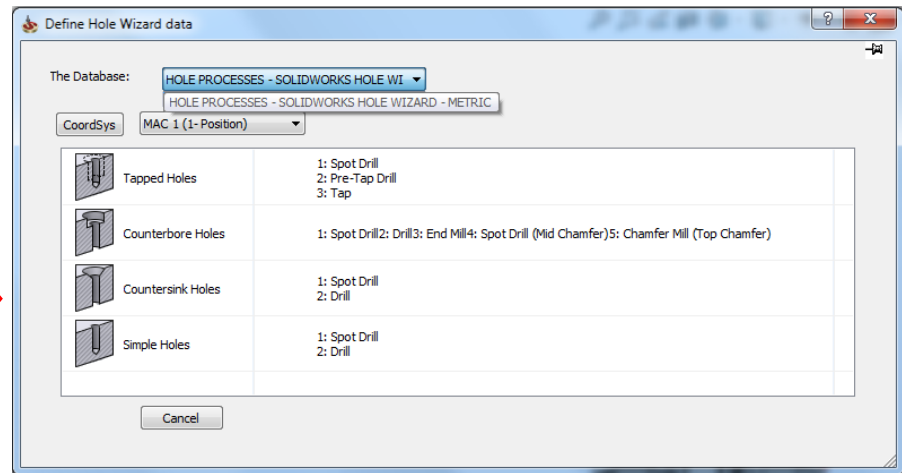 Define Hole Wizard data
?
X
The Database:
HOLE PROCESSES - SOLIDWORKS HOLE WI
HOLE PROCESSES - SOLIDWORKS HOLE WIZARD - METRIC
CoordSys
MAC 1 (1- Position)
Tapped Holes
1: Spot Drill
2: Pre-Tap Drill
3: Tap
Counterbore Holes
1: Spot Drill2: Drill3: End Mill4: Spot Drill (Mid Chamfer)5: Chamfer Mill (Top Chamfer)
Countersink Holes
1: Spot Drill
2: Drill
Simple Holes
1: Spot Drill
2: Drill
Cancel